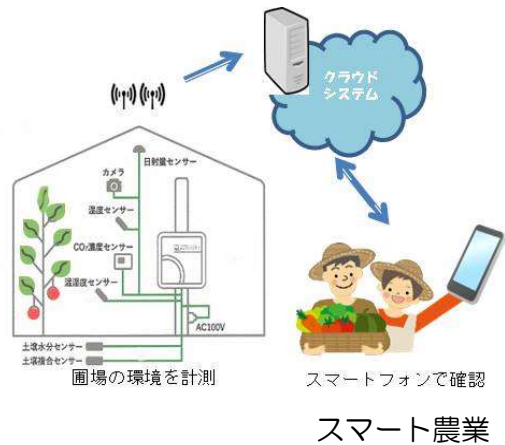 クラウド
システム
日射量センサー
カメラ
温度センサー
CO₂濃度センサー
温湿度センサー
AC100V
土壌水分センサー
土壌複合センサー
圃場の環境を計測
スマートフォンで確認
スマート農業